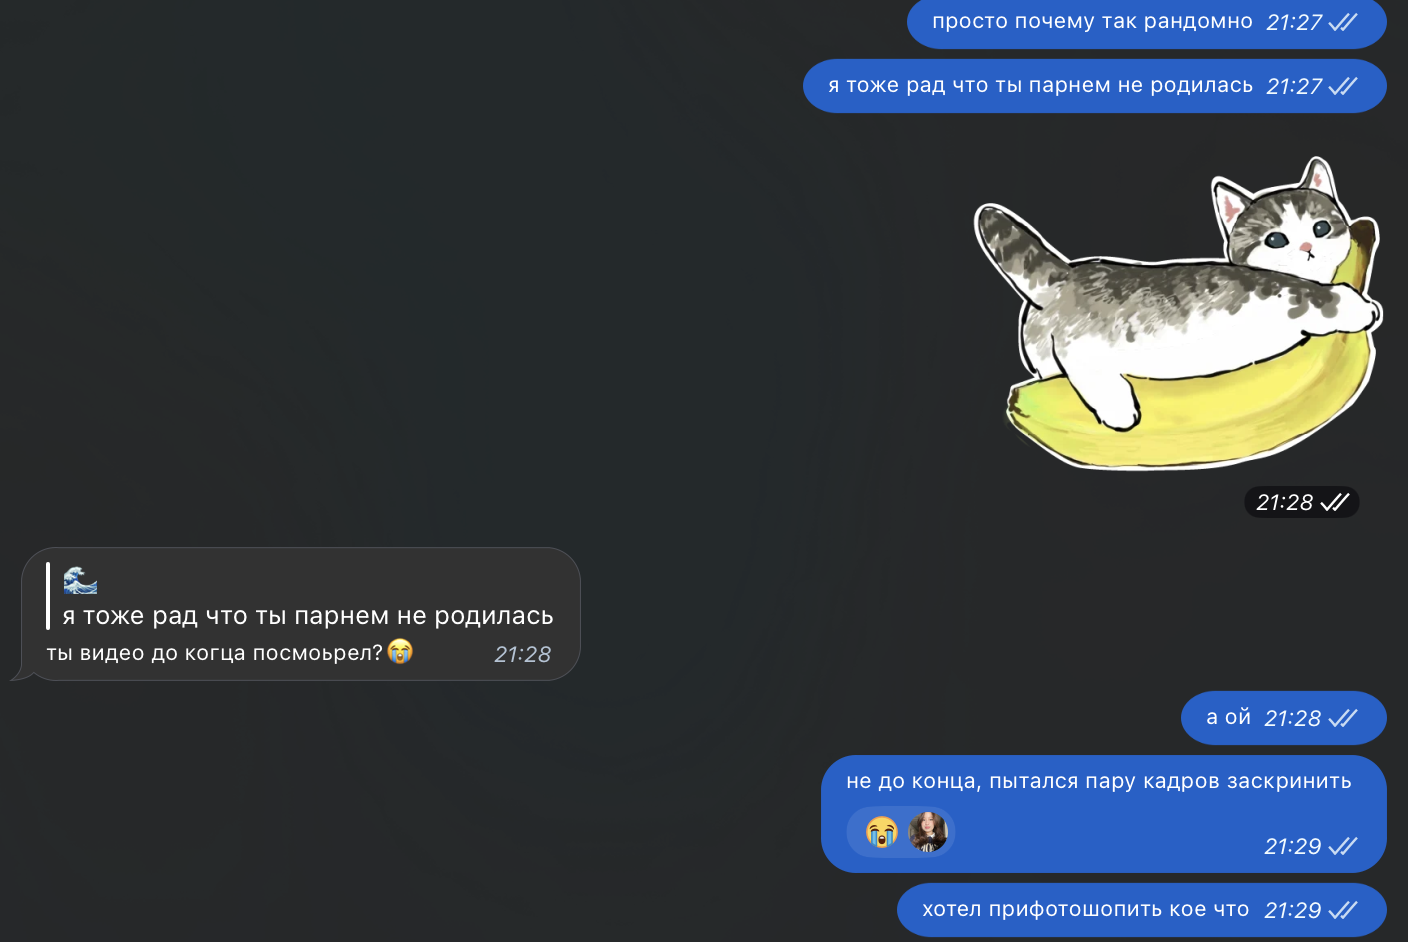 просто почему так рандомно 21:27
я тоже рад что ты парнем не родилась 21:27
21:28
🌊
я тоже рад что ты парнем не родилась
ты видео до когца посмоьрел?😭 21:28
а ой 21:28
не до конца, пытался пару кадров заскринить
😭 21:29
хотел прифотошопить кое что 21:29